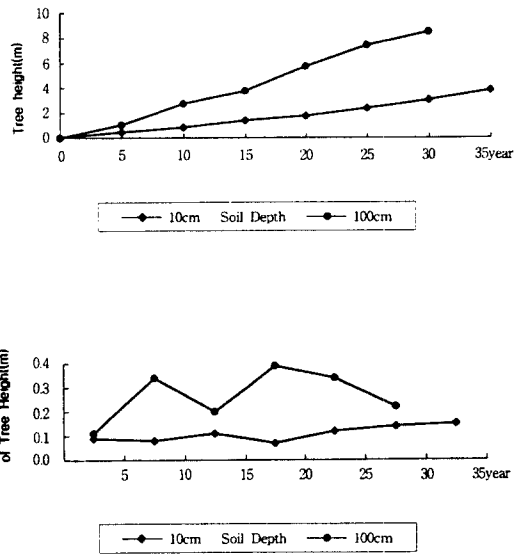 Tree height(m)
10
8
6
4
2
0
0 5 10 15 20 25 30 35year
10cm Soil Depth 100cm
of Tree Height(m)
0.4
0.3
0.2
0.1
0.0
5 10 15 20 25 30 35year
10cm Soil Depth 100cm